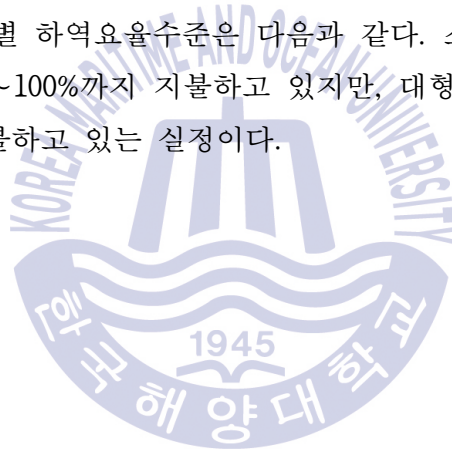 별 하역요율수준은 다음과 같다.
~100%까지 지불하고 있지만, 대형
하고 있는 실정이다.
KOREA MARITIME AND OCEAN UNIVERSITY
1945
한국해양대학교